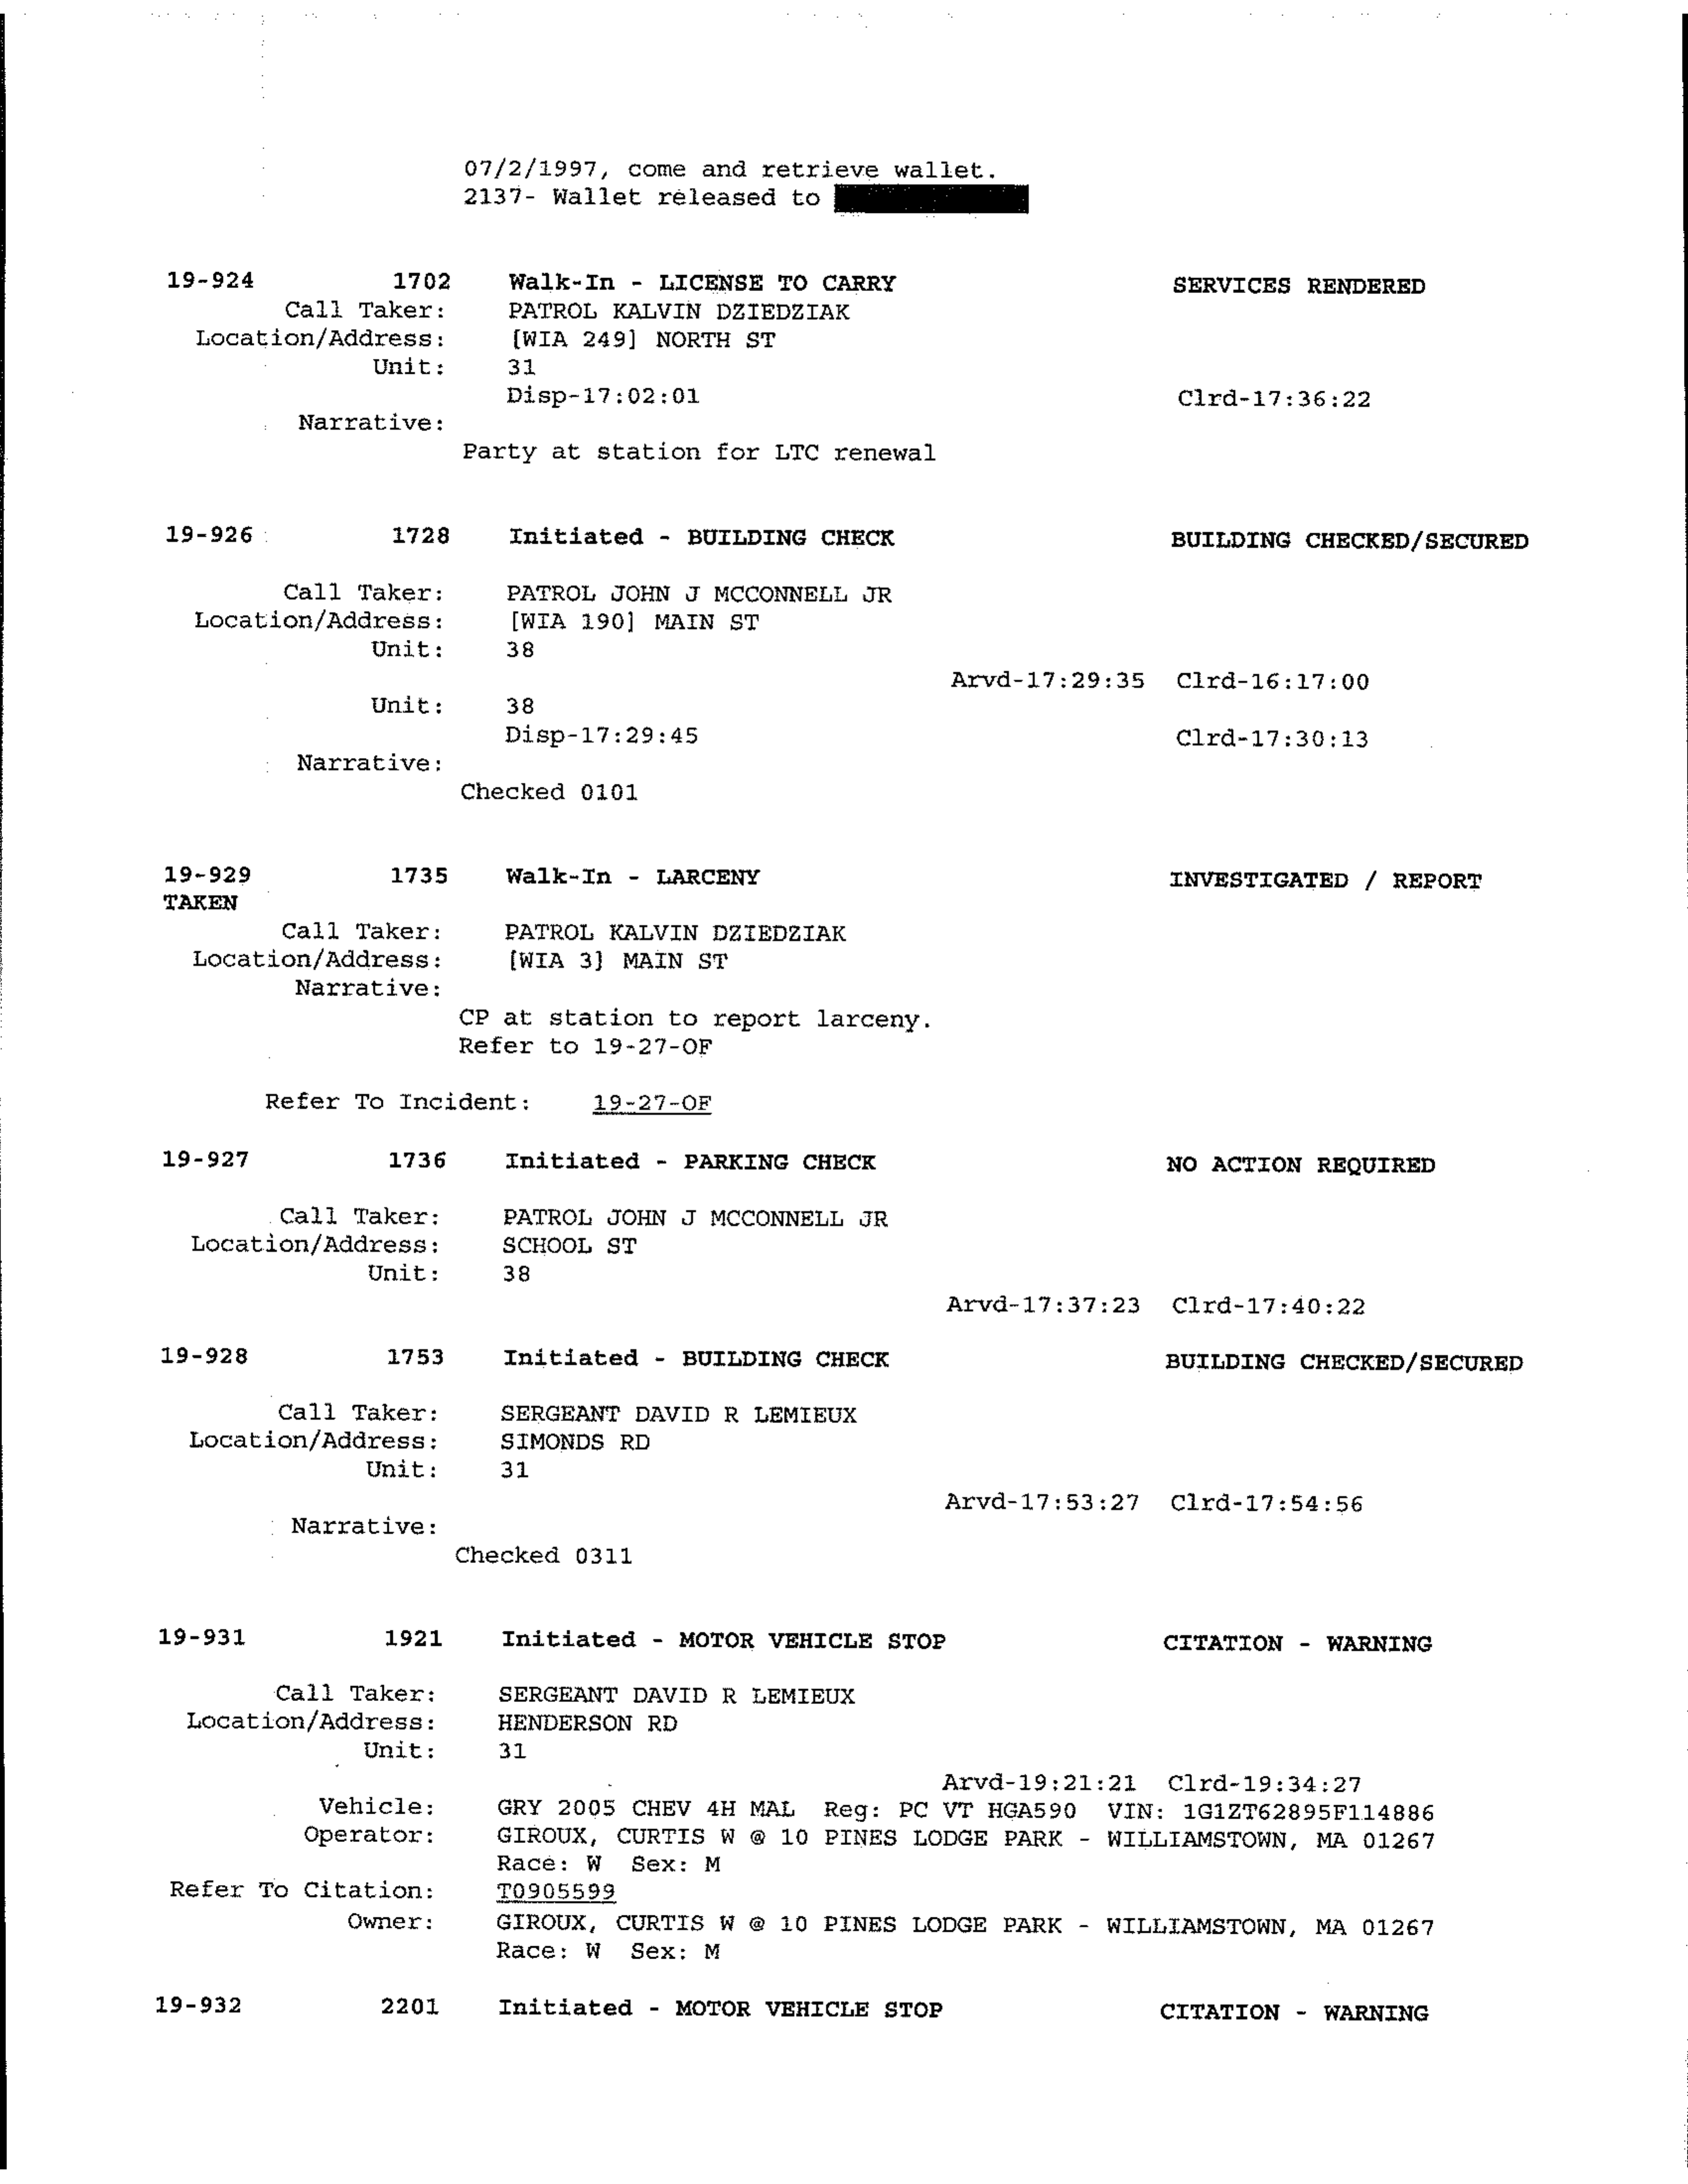 07/2/1997, come and retrieve wallet.
2137- Wallet released to
19-924 1702 Walk-In - LICENSE TO CARRY SERVICES RENDERED
Call Taker: PATROL KALVIN DZIEDZIAK
Location/Address: [WIA 249] NORTH ST
Unit: 31
Disp-17:02:01 Clrd-17:36:22
Narrative:
Party at station for LTC renewal
19-926 1728 Initiated - BUILDING CHECK BUILDING CHECKED/SECURED
Call Taker: PATROL JOHN J MCCONNELL JR
Location/Address: [WIA 190] MAIN ST
Unit: 38
Arvd-17:29:35 Clrd-16:17:00
Unit: 38
Disp-17:29:45 Clrd-17:30:13
Narrative:
Checked 0101
19-929 1735 Walk-In - LARCENY INVESTIGATED / REPORT
TAKEN
Call Taker: PATROL KALVIN DZIEDZIAK
Location/Address: [WIA 3] MAIN ST
Narrative:
CP at station to report larceny.
Refer to 19-27-OF
Refer To Incident: 19-27-OF
19-927 1736 Initiated - PARKING CHECK NO ACTION REQUIRED
Call Taker: PATROL JOHN J MCCONNELL JR
Location/Address: SCHOOL ST
Unit: 38
Arvd-17:37:23 Clrd-17:40:22
19-928 1753 Initiated - BUILDING CHECK BUILDING CHECKED/SECURED
Call Taker: SERGEANT DAVID R LEMIEUX
Location/Address: SIMONDS RD
Unit: 31
Arvd-17:53:27 Clrd-17:54:56
Narrative:
Checked 0311
19-931 1921 Initiated - MOTOR VEHICLE STOP CITATION - WARNING
Call Taker: SERGEANT DAVID R LEMIEUX
Location/Address: HENDERSON RD
Unit: 31
Arvd-19:21:21 Clrd-19:34:27
Vehicle: GRY 2005 CHEV 4H MAL Reg: PC VT HGA590 VIN: 1G1ZT62895F114886
Operator: GIROUX, CURTIS W @ 10 PINES LODGE PARK - WILLIAMSTOWN, MA 01267
Race: W Sex: M
Refer To Citation: T0905599
Owner: GIROUX, CURTIS W @ 10 PINES LODGE PARK - WILLIAMSTOWN, MA 01267
Race: W Sex: M
19-932 2201 Initiated - MOTOR VEHICLE STOP CITATION - WARNING